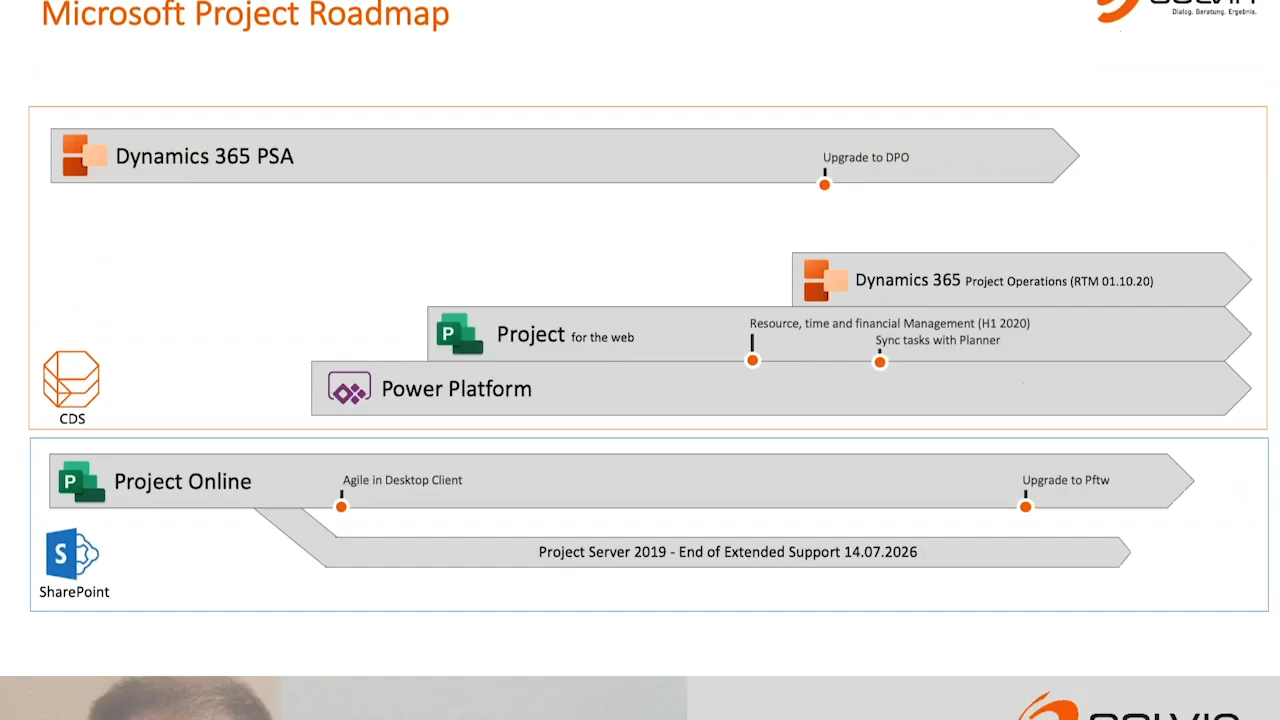 Microsoft Project Roadmap
Dialog. Beratung. Ergebnis.
Dynamics 365 PSA
Upgrade to DPO
Dynamics 365 Project Operations (RTM 01.10.20)
Project for the web
Resource, time and financial Management (H1 2020)
Sync tasks with Planner
Power Platform
CDS
P
Project Online
Agile in Desktop Client
Upgrade to Pftw
Project Server 2019 - End of Extended Support 14.07.2026
S
SharePoint